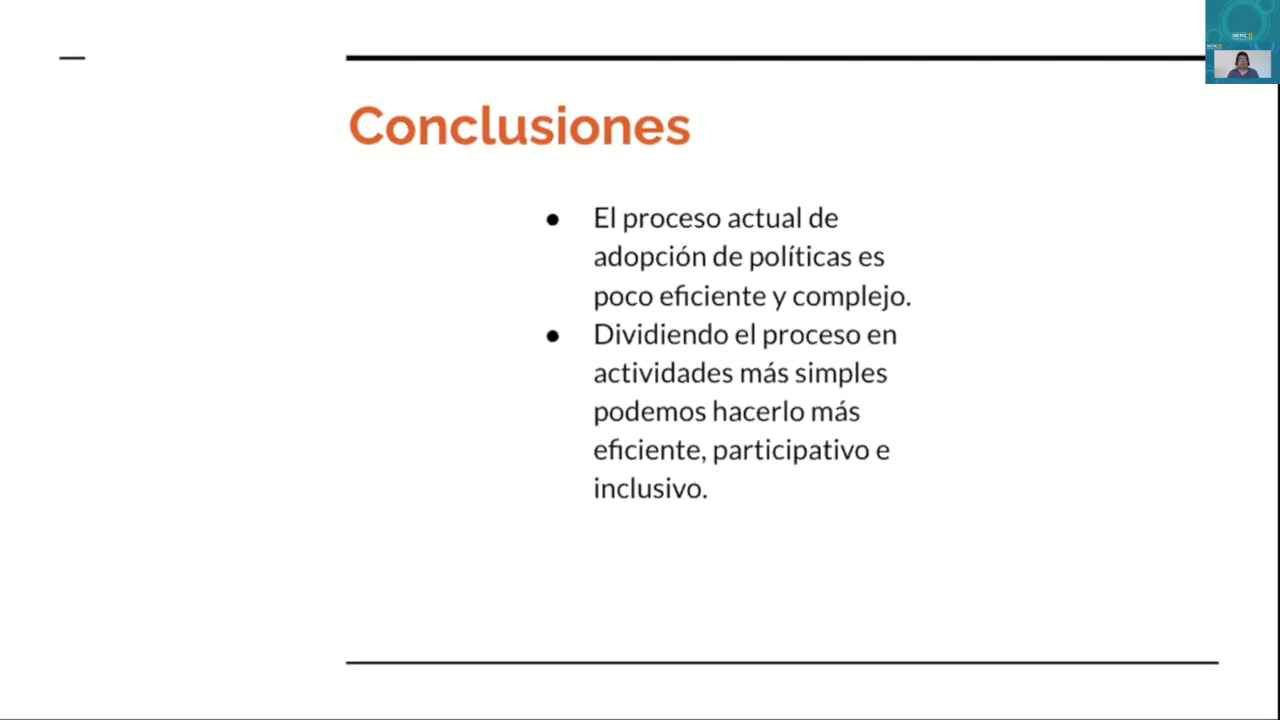 Conclusiones
● El proceso actual de
adopción de políticas es
poco eficiente y complejo.
● Dividiendo el proceso en
actividades más simples
podemos hacerlo más
eficiente, participativo e
inclusivo.